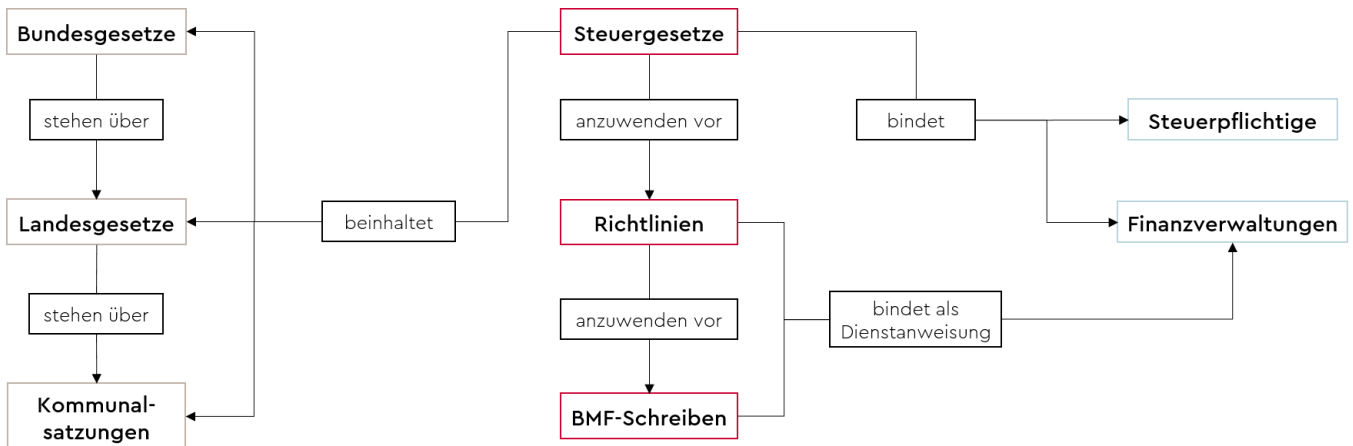 Bundesgesetze
Steuergesetze
stehen über
anzuwenden vor
bindet
Steuerpflichtige
Landesgesetze
beinhaltet
Richtlinien
Finanzverwaltungen
stehen über
anzuwenden vor
bindet als
Dienstanweisung
Kommunal-
satzungen
BMF-Schreiben